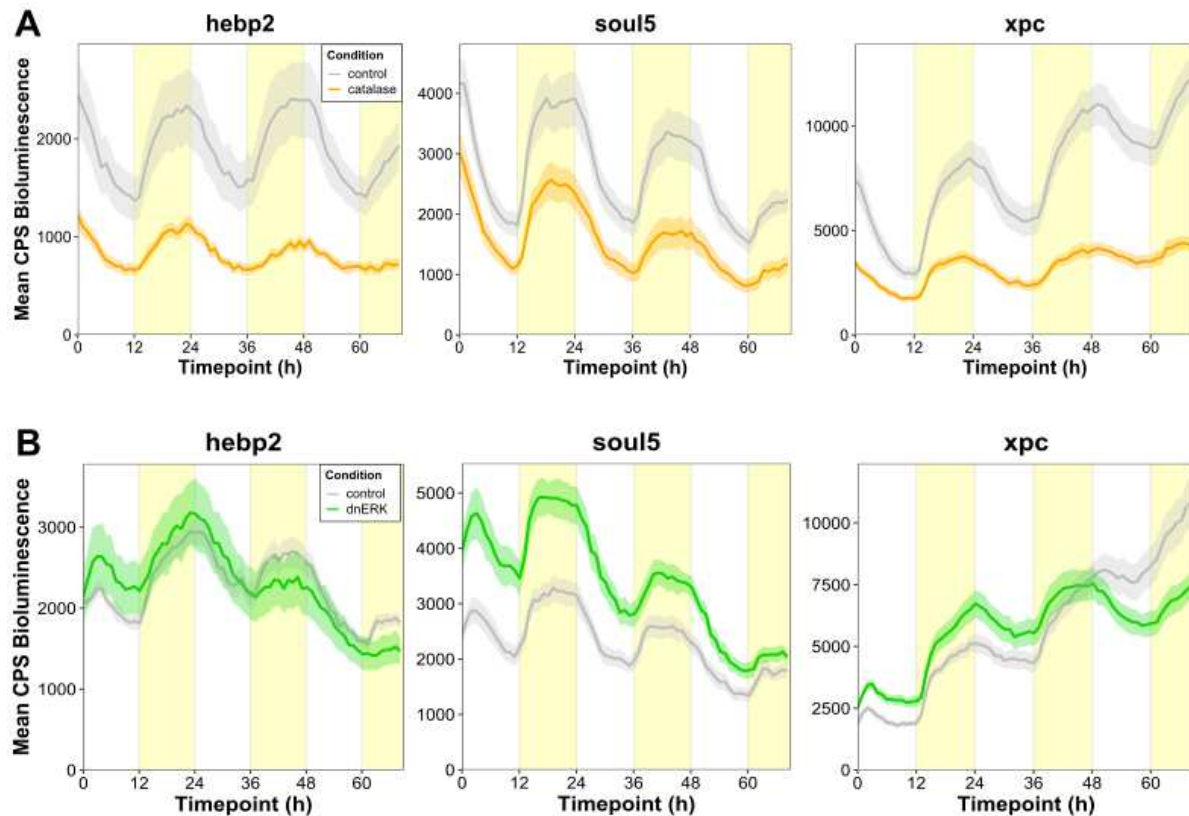 A
hebp2
soul5
xpc
Mean CPS Bioluminescence
Condition
control
catalase
2000
1000
0
4000
3000
2000
1000
0
10000
5000
0
0 12 24 36 48 60
0 12 24 36 48 60
0 12 24 36 48 60
Timepoint (h)
Timepoint (h)
Timepoint (h)
B
hebp2
soul5
xpc
Mean CPS Bioluminescence
Condition
control
dnERK
3000
2000
1000
0
5000
4000
3000
2000
1000
0
10000
7500
5000
2500
0
0 12 24 36 48 60
0 12 24 36 48 60
0 12 24 36 48 60
Timepoint (h)
Timepoint (h)
Timepoint (h)